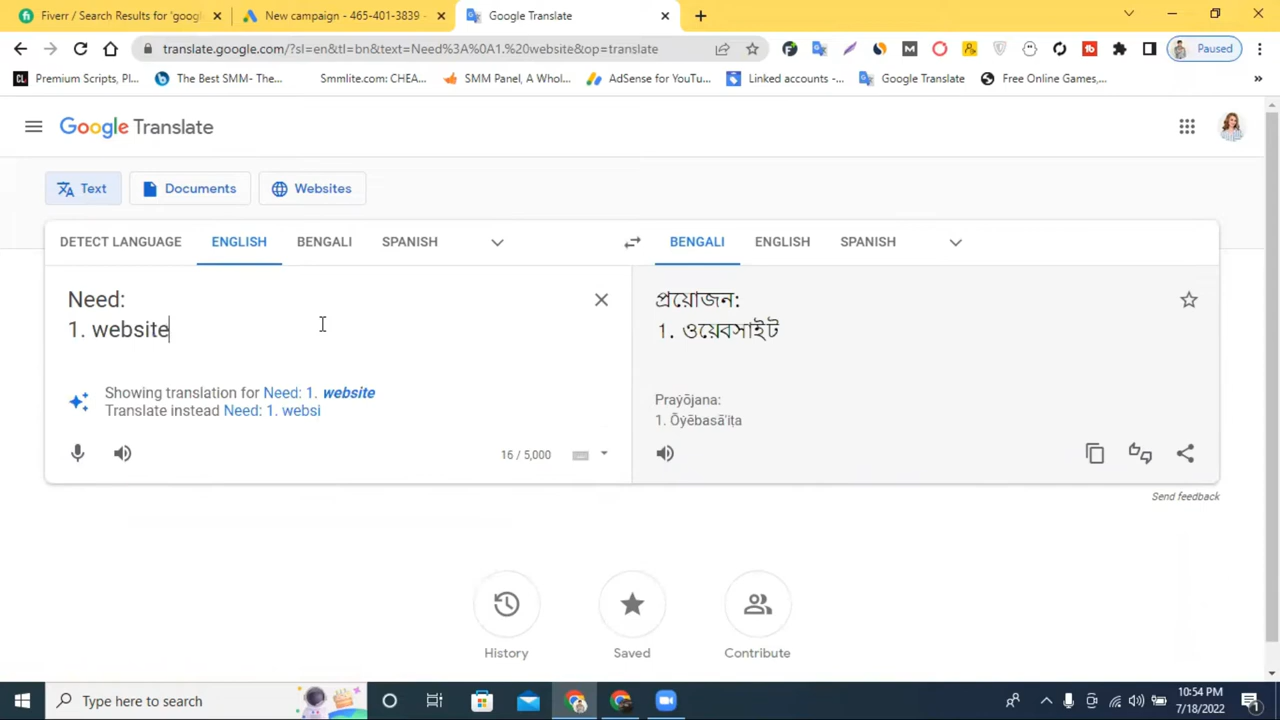 Fiverr / Search Results for 'googl
New campaign - 465-401-3839 -
Google Translate
translate.google.com/?sl=en&tl=bn&text=Need%3A%0A1.%20website&op=translate
Paused
Premium Scripts, Pl...
The Best SMM- The...
Smmlite.com: CHEA...
SMM Panel, A Whol...
AdSense for YouTu...
Linked accounts -...
Google Translate
Free Online Games,...
Google Translate
Text
Documents
Websites
DETECT LANGUAGE
ENGLISH
BENGALI
SPANISH
BENGALI
ENGLISH
SPANISH
Need:
1. website
প্রয়োজন:
1. ওয়েবসাইট
Showing translation for Need: 1. website
Translate instead Need: 1. websi
Praẏōjana:
1. Ōẏēbasā'iṭa
16 / 5,000
Send feedback
History
Saved
Contribute
Type here to search
10:54 PM
7/18/2022
1